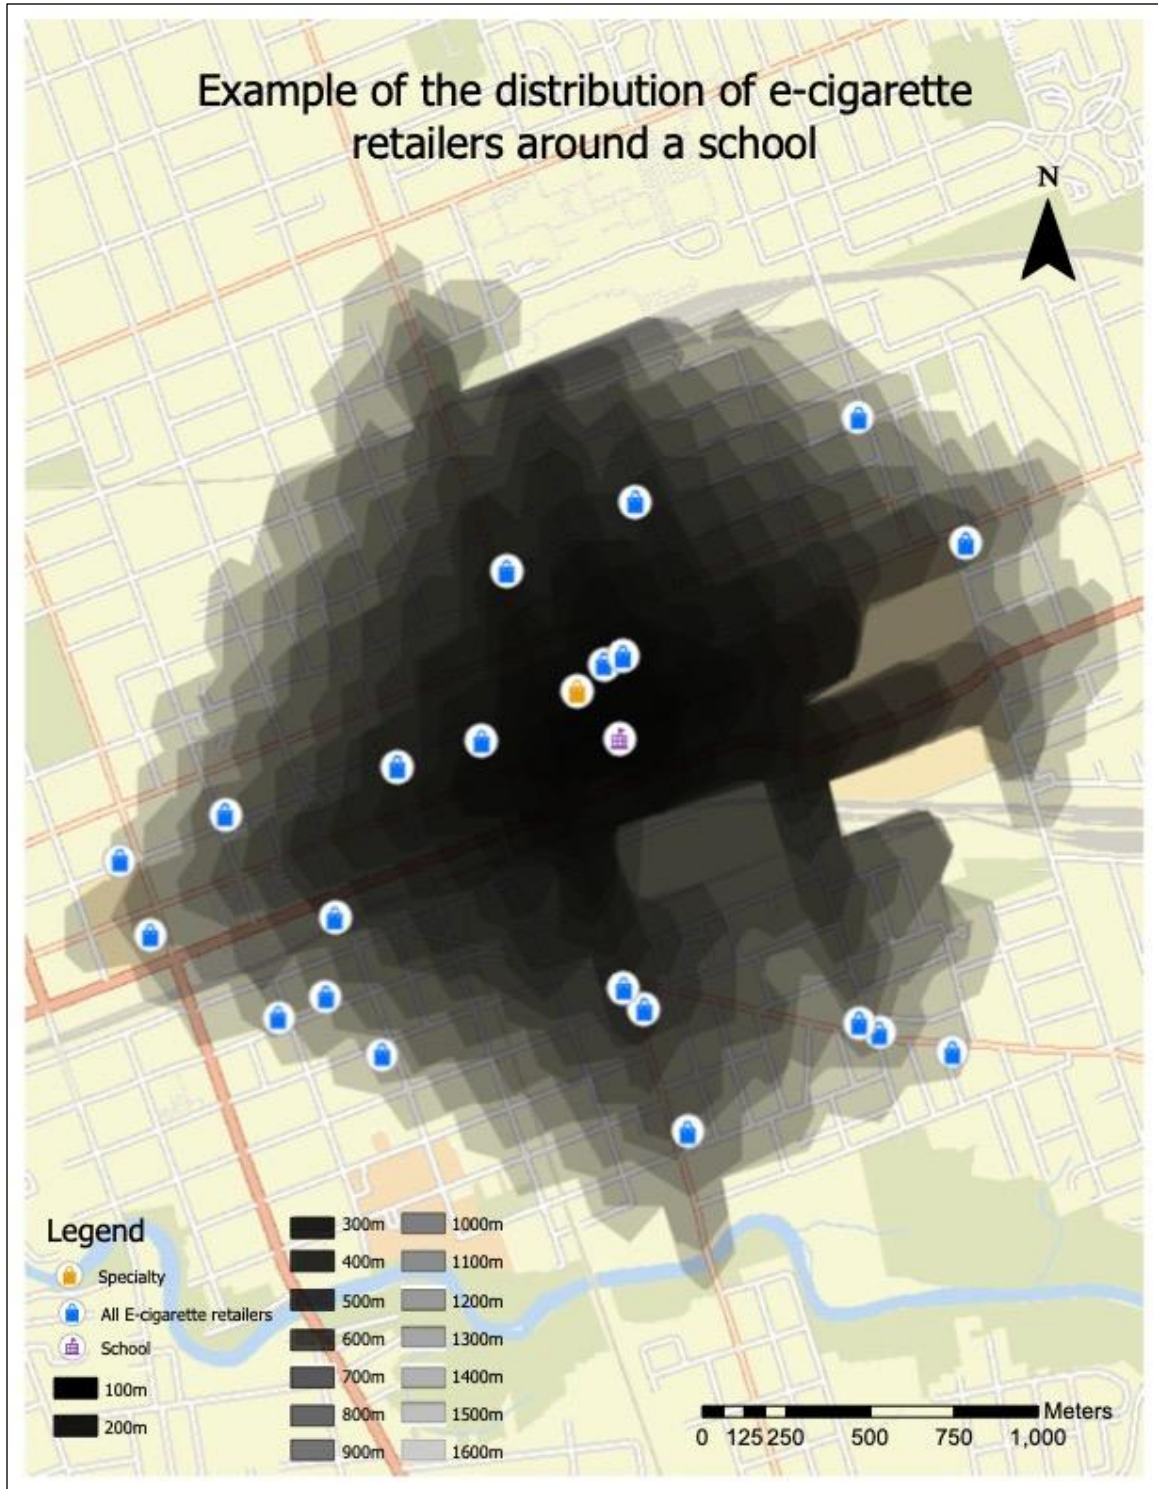 Example of the distribution of e-cigarette
retailers around a school
N
Legend
Specialty
All E-cigarette retailers
School
100m
200m
300m
400m
500m
600m
700m
800m
900m
1000m
1100m
1200m
1300m
1400m
1500m
1600m
Meters
0 125 250 500 750 1,000